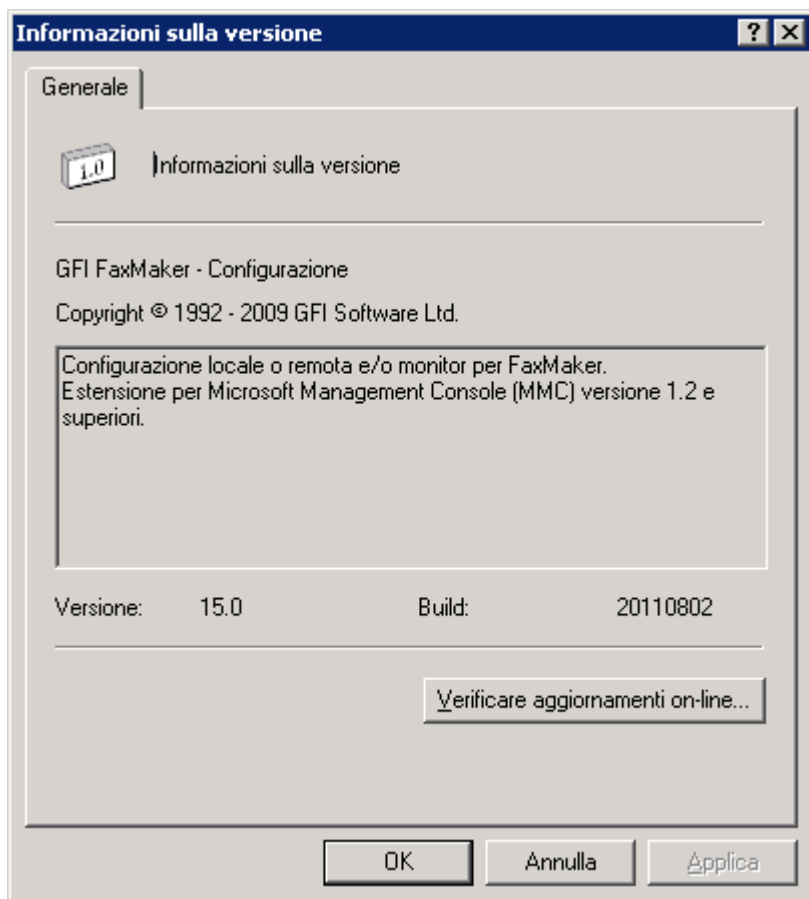 Informazioni sulla versione
Generale
1.0
Informazioni sulla versione
GFI FaxMaker - Configurazione
Copyright © 1992 - 2009 GFI Software Ltd.
Configurazione locale o remota e/o monitor per FaxMaker.
Estensione per Microsoft Management Console (MMC) versione 1.2 e
superiori.
Versione: 15.0 Build: 20110802
Verificare aggiornamenti on-line...
OK Annulla Applica